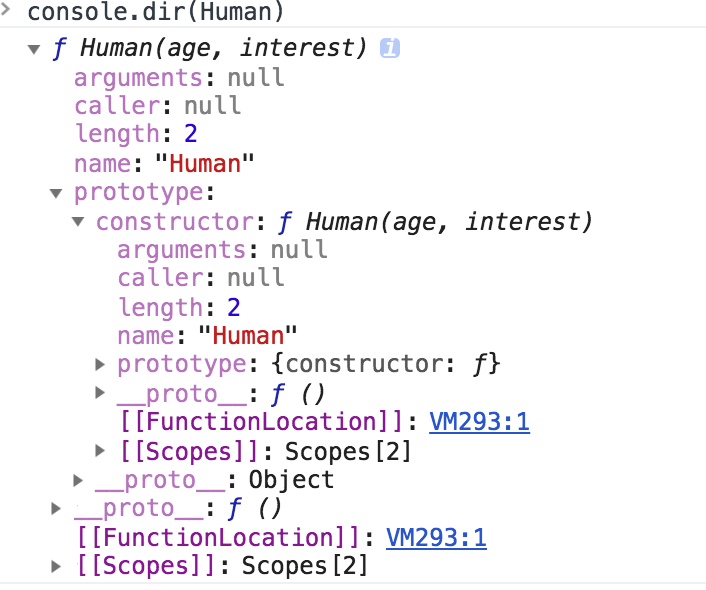 > console.dir(Human)
▼ ƒ Human(age, interest) i
arguments: null
caller: null
length: 2
name: "Human"
▼ prototype:
▼ constructor: ƒ Human(age, interest)
arguments: null
caller: null
length: 2
name: "Human"
▶ prototype: {constructor: ƒ}
▶ __proto__: ƒ ()
[[FunctionLocation]]: VM293:1
▶ [[Scopes]]: Scopes[2]
▶ __proto__: Object
▶ __proto__: ƒ ()
[[FunctionLocation]]: VM293:1
▶ [[Scopes]]: Scopes[2]